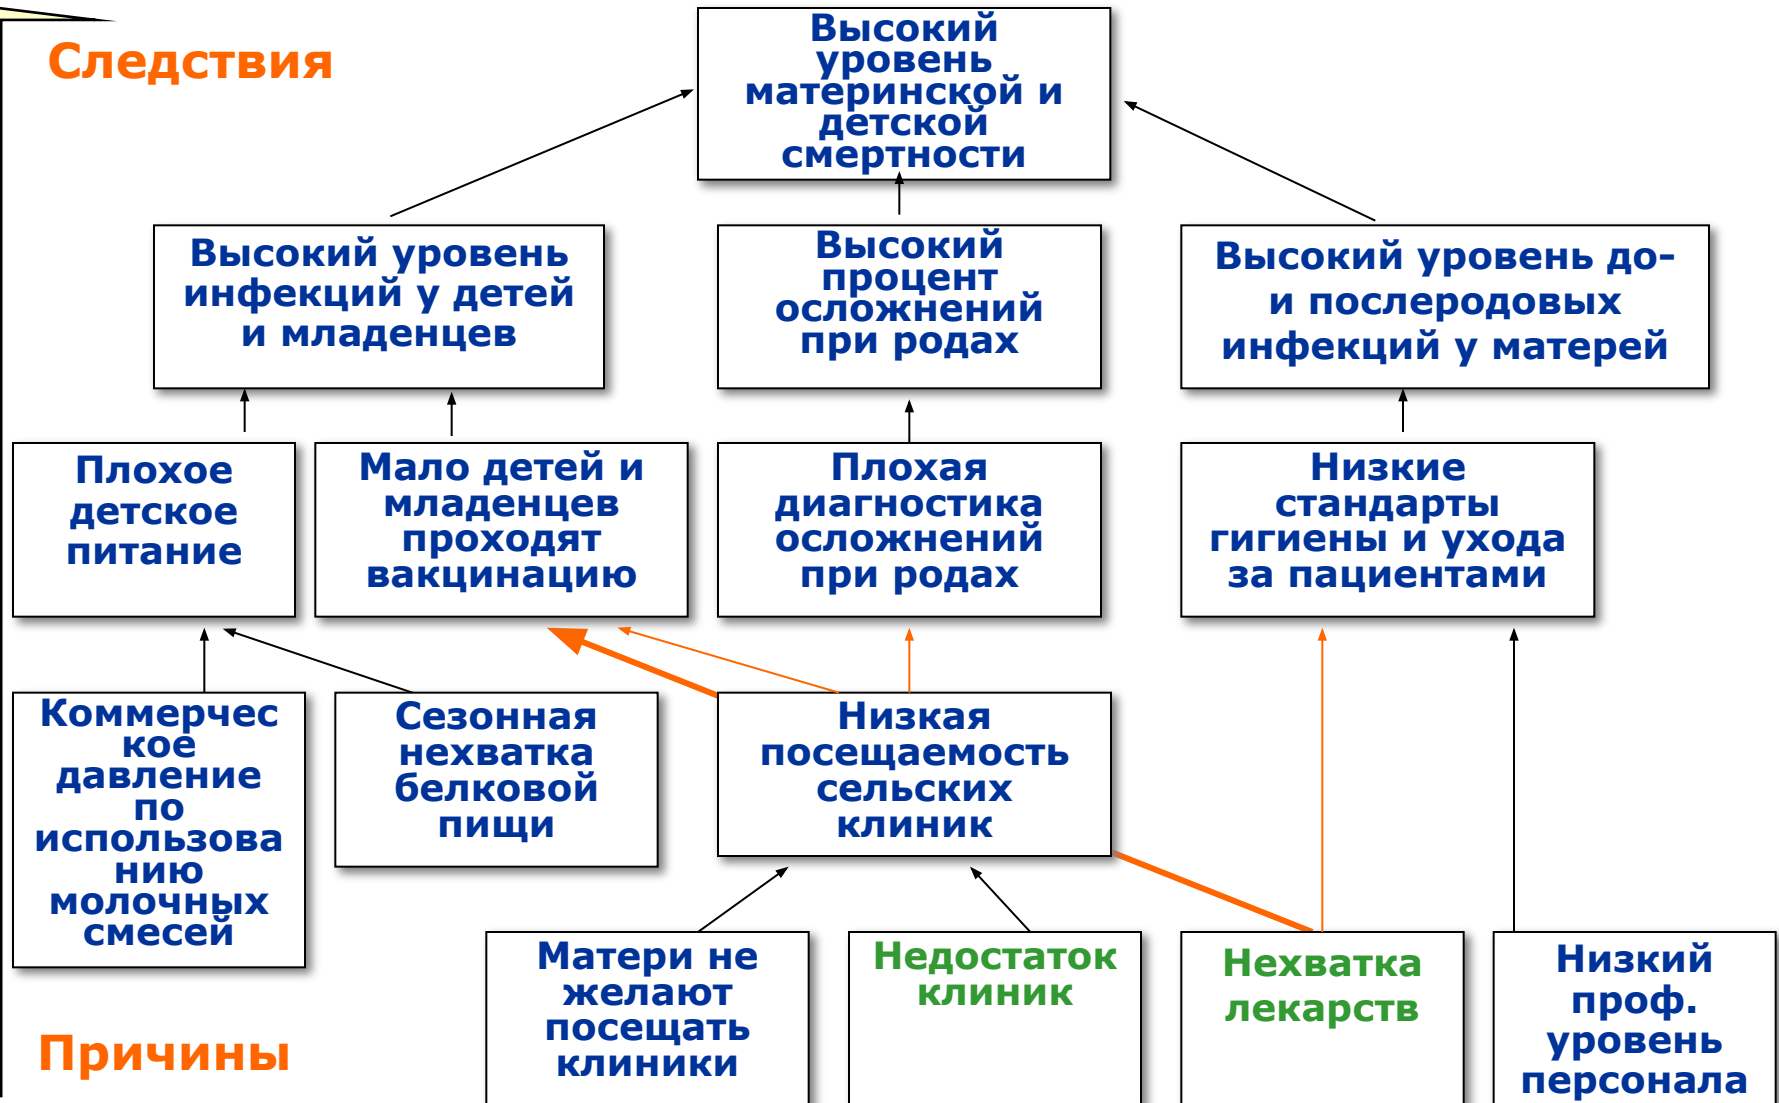 Следствия
Высокий
уровень
материнской и
детской
смертности
Высокий уровень
инфекций у детей
и младенцев
Высокий
процент
осложнений
при родах
Высокий уровень до-
и послеродовых
инфекций у матерей
Плохое
детское
питание
Мало детей и
младенцев
проходят
вакцинацию
Плохая
диагностика
осложнений
при родах
Низкие
стандарты
гигиены и ухода
за пациентами
Коммерчес
кое
давление
по
использова
нию
молочных
смесей
Сезонная
нехватка
белковой
пищи
Низкая
посещаемость
сельских
клиник
Матери не
желают
посещать
клиники
Недостаток
клиник
Нехватка
лекарств
Низкий
проф.
уровень
персонала
Причины